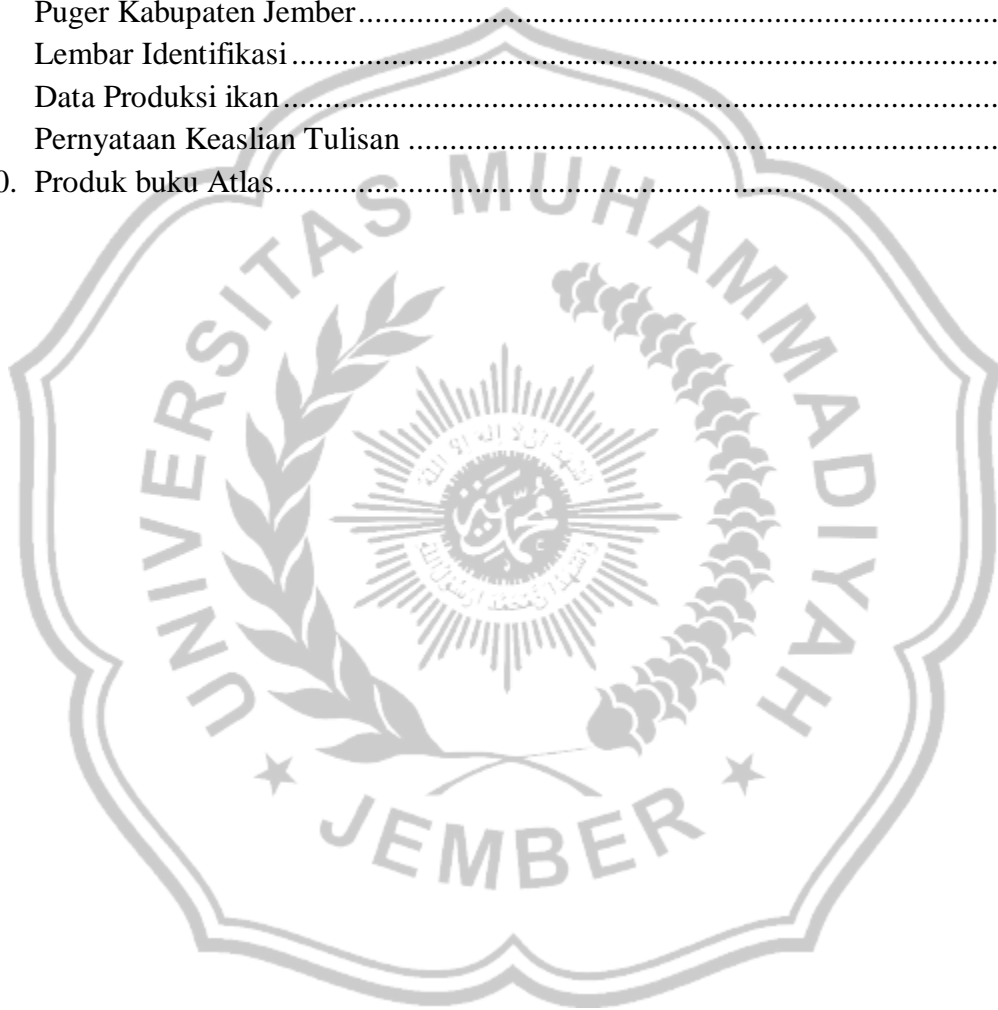 Puger Kabupaten Jember
Lembar Identifikasi
Data Produksi ikan
Pernyataan Keaslian Tulisan
0. Produk buku Atlas
UNIVERSITAS MUHAMMADIYAH
JEMBER